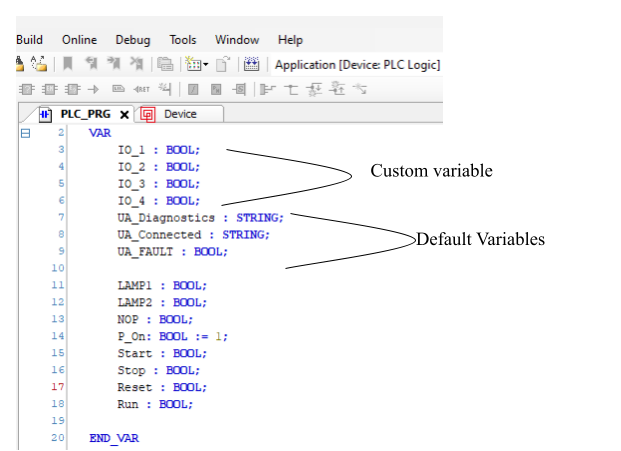 Build Online Debug Tools Window Help
Application [Device: PLC Logic]
PLC_PRG X Device
2 VAR
3 IO_1 : BOOL;
4 IO_2 : BOOL;
5 IO_3 : BOOL;
6 IO_4 : BOOL;
Custom variable
7 UA_Diagnostics : STRING;
8 UA_Connected : STRING;
Default Variables
9 UA_FAULT : BOOL;
10
11 LAMP1 : BOOL;
12 LAMP2 : BOOL;
13 NOP : BOOL;
14 P_On: BOOL := 1;
15 Start : BOOL;
16 Stop : BOOL;
17 Reset : BOOL;
18 Run : BOOL;
19
20 END_VAR